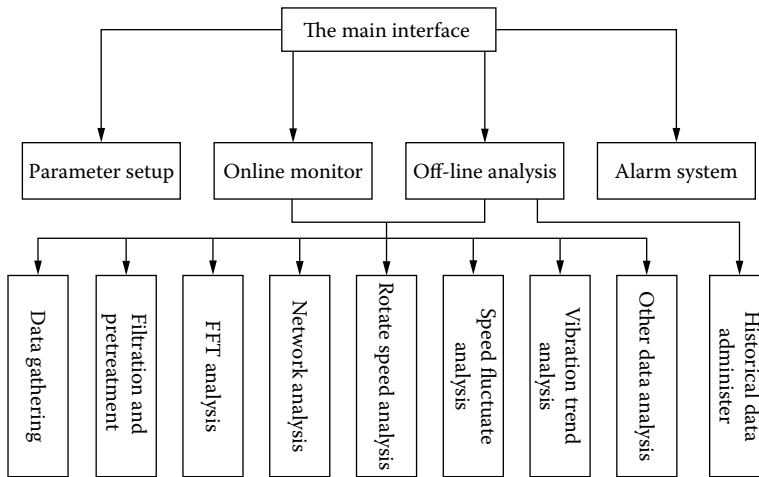 The main interface
Parameter setup
Online monitor
Off-line analysis
Alarm system
Data gathering
Filtration and
pretreatment
FFT analysis
Network analysis
Rotate speed analysis
Speed fluctuate
analysis
Vibration trend
analysis
Other data analysis
Historical data
administer